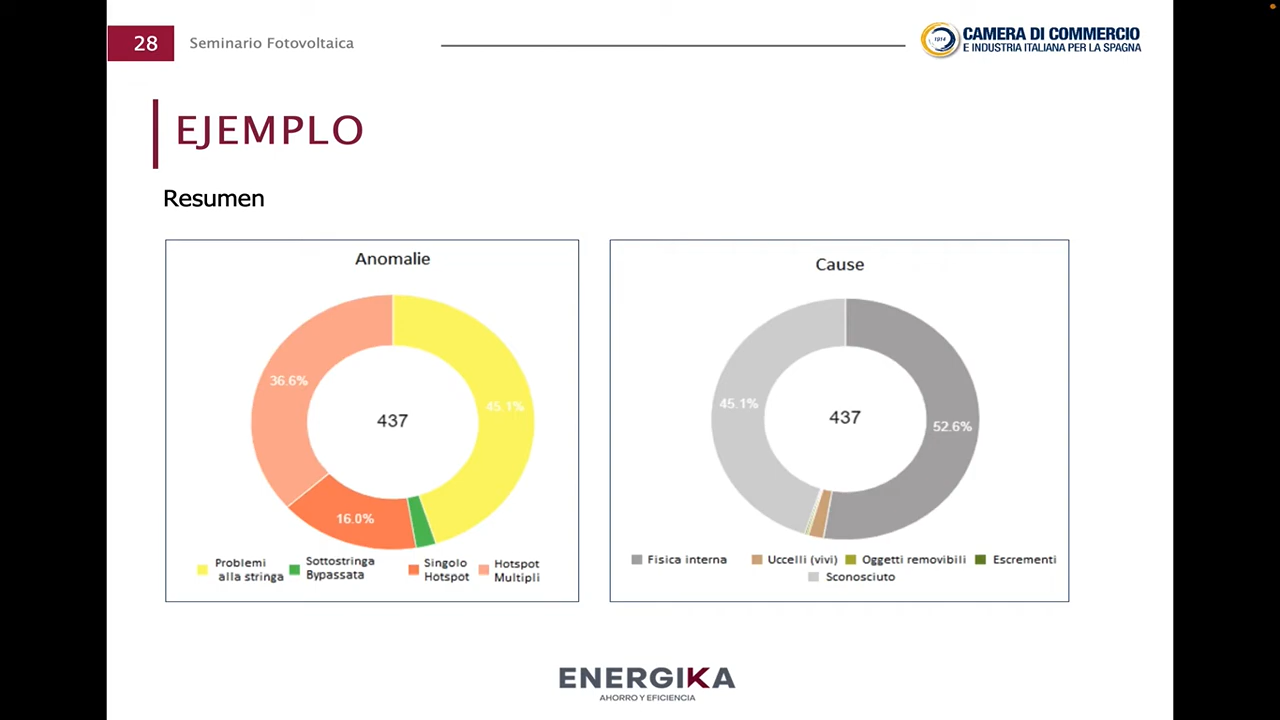 28
Seminario Fotovoltaica
1914
CAMERA DI COMMERCIO
E INDUSTRIA ITALIANA PER LA SPAGNA
EJEMPLO
Resumen
Anomalie
36.6%
45.1%
437
16.0%
Problemi
alla stringa
Sottostringa
Bypassata
Singolo
Hotspot
Hotspot
Multipli
Cause
45.1%
437
52.6%
Fisica interna
Uccelli (vivi)
Oggetti removibili
Escrementi
Sconosciuto
ENERGIKA
AHORRO Y EFICIENCIA